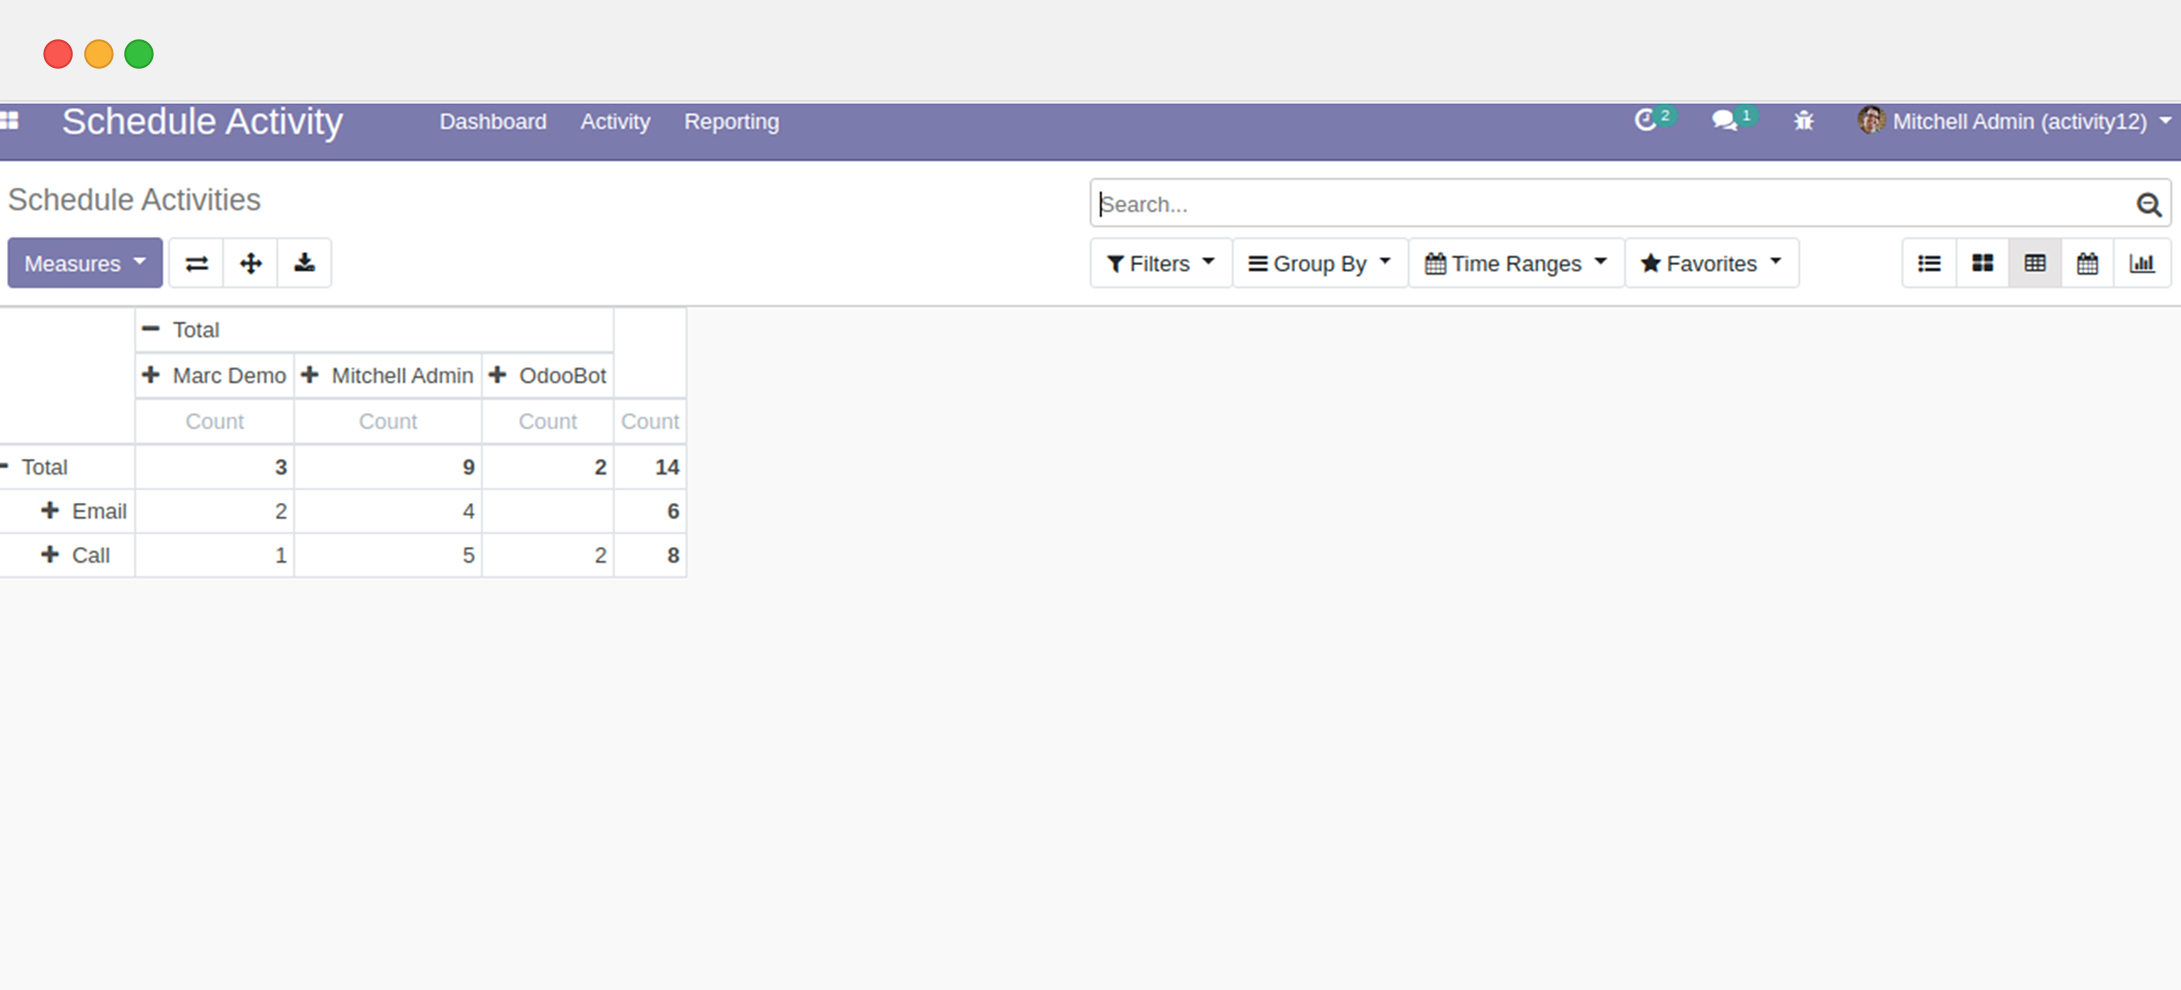 Schedule Activity Dashboard Activity Reporting 2 1 Mitchell Admin (activity12)
Schedule Activities
Search...
Measures Filters Group By Time Ranges Favorites
Total
Marc Demo Mitchell Admin OdooBot
Count Count Count Count
Total 3 9 2 14
Email 2 4 6
Call 1 5 2 8